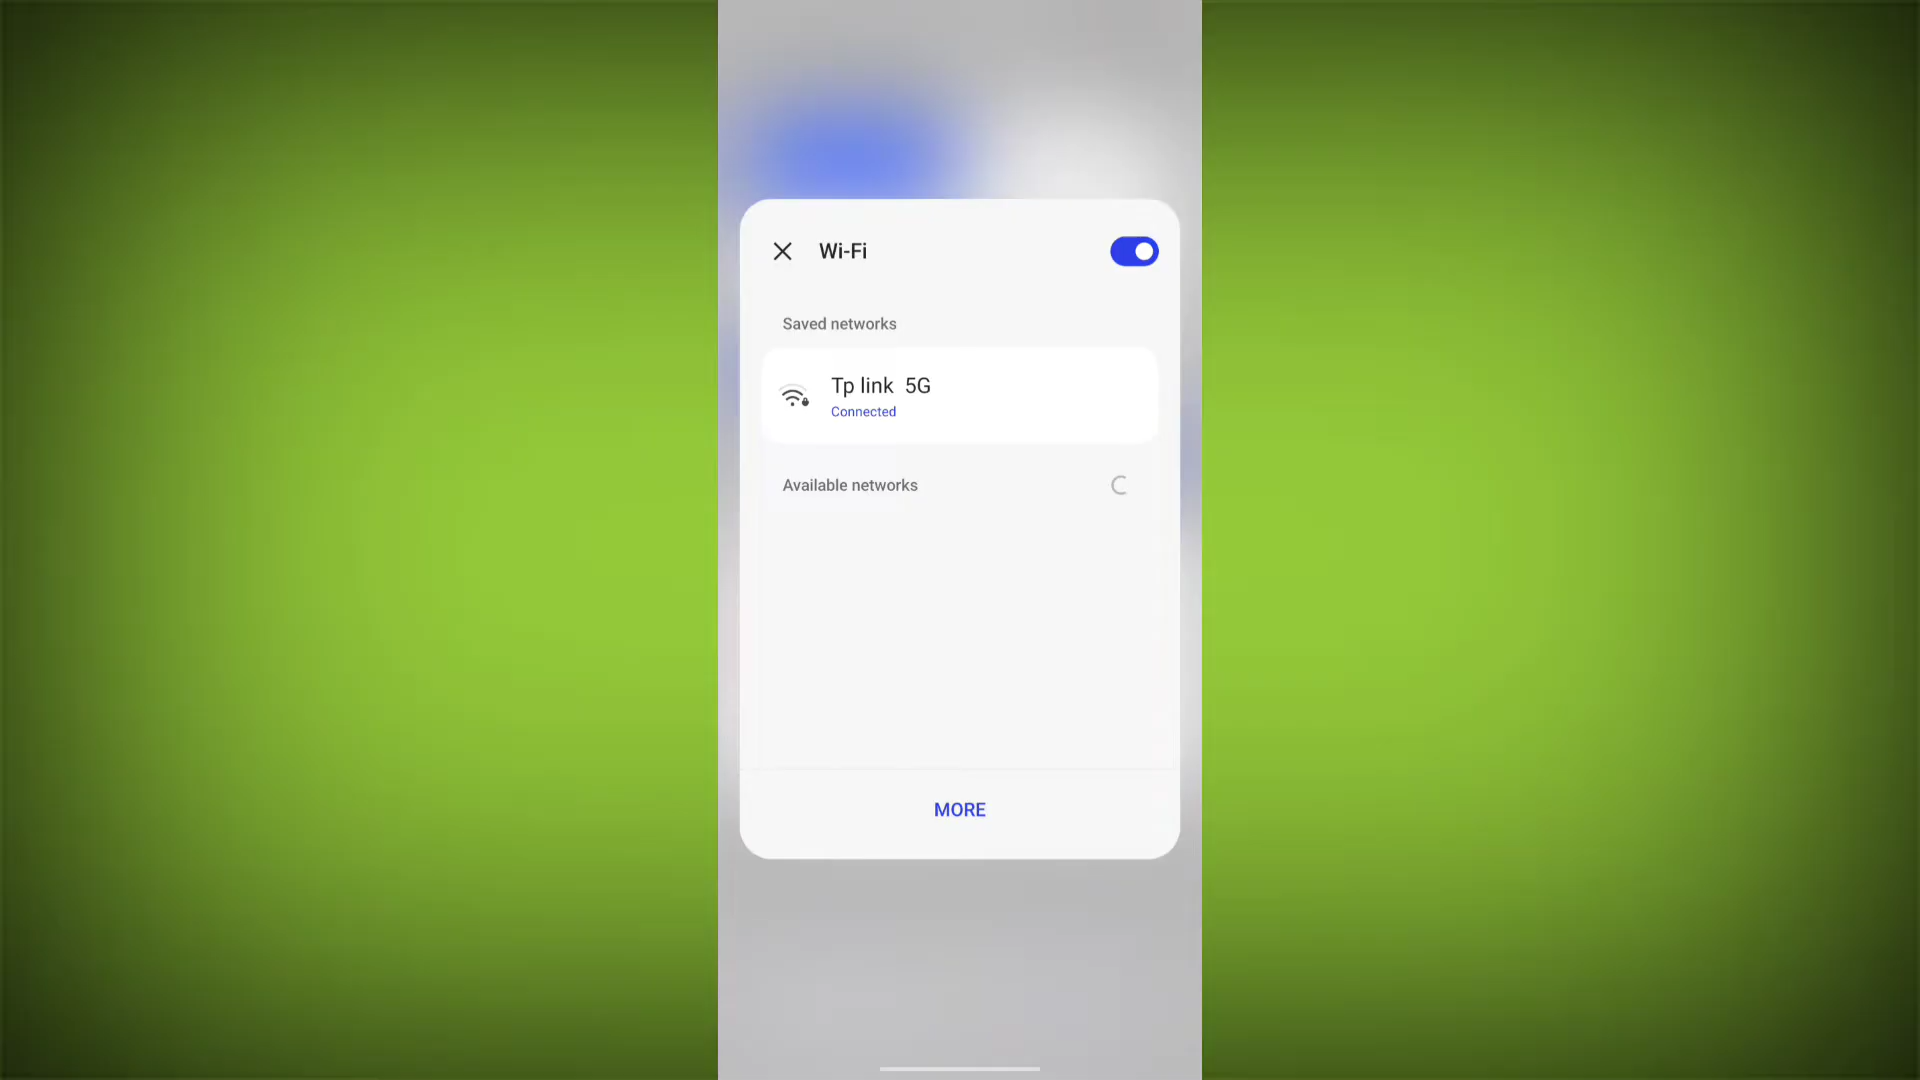 Wi-Fi
Saved networks
Tp link  5G
Connected
Available networks
MORE